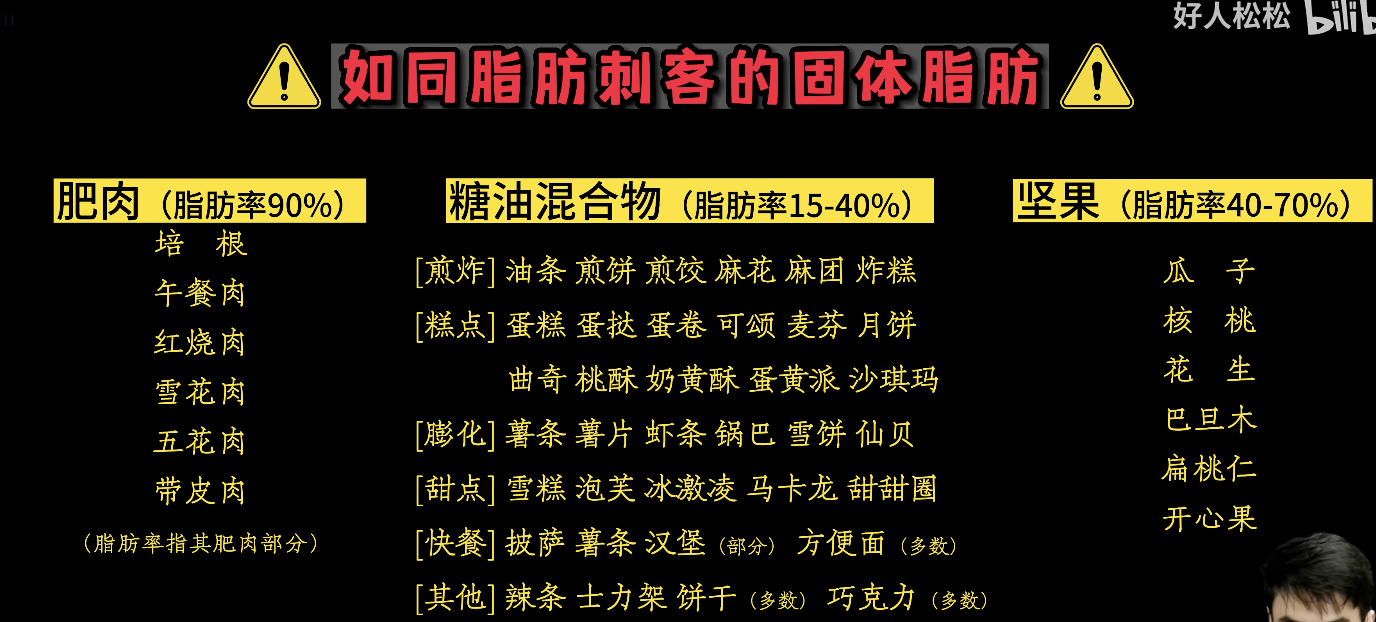 好人松松 bilib
如同脂肪刺客的固体脂肪
肥肉（脂肪率90%）
培 根
午餐肉
红烧肉
雪花肉
五花肉
带皮肉
（脂肪率指其肥肉部分）
糖油混合物（脂肪率15-40%）
[煎炸] 油条 煎饼 煎饺 麻花 麻团 炸糕
[糕点] 蛋糕 蛋挞 蛋卷 可颂 麦芬 月饼
曲奇 桃酥 奶黄酥 蛋黄派 沙琪玛
[膨化] 薯条 薯片 虾条 锅巴 雪饼 仙贝
[甜点] 雪糕 泡芙 冰激凌 马卡龙 甜甜圈
[快餐] 披萨 薯条 汉堡（部分） 方便面（多数）
[其他] 辣条 士力架 饼干（多数） 巧克力（多数）
坚果（脂肪率40-70%）
瓜 子
核 桃
花 生
巴旦木
扁桃仁
开心果